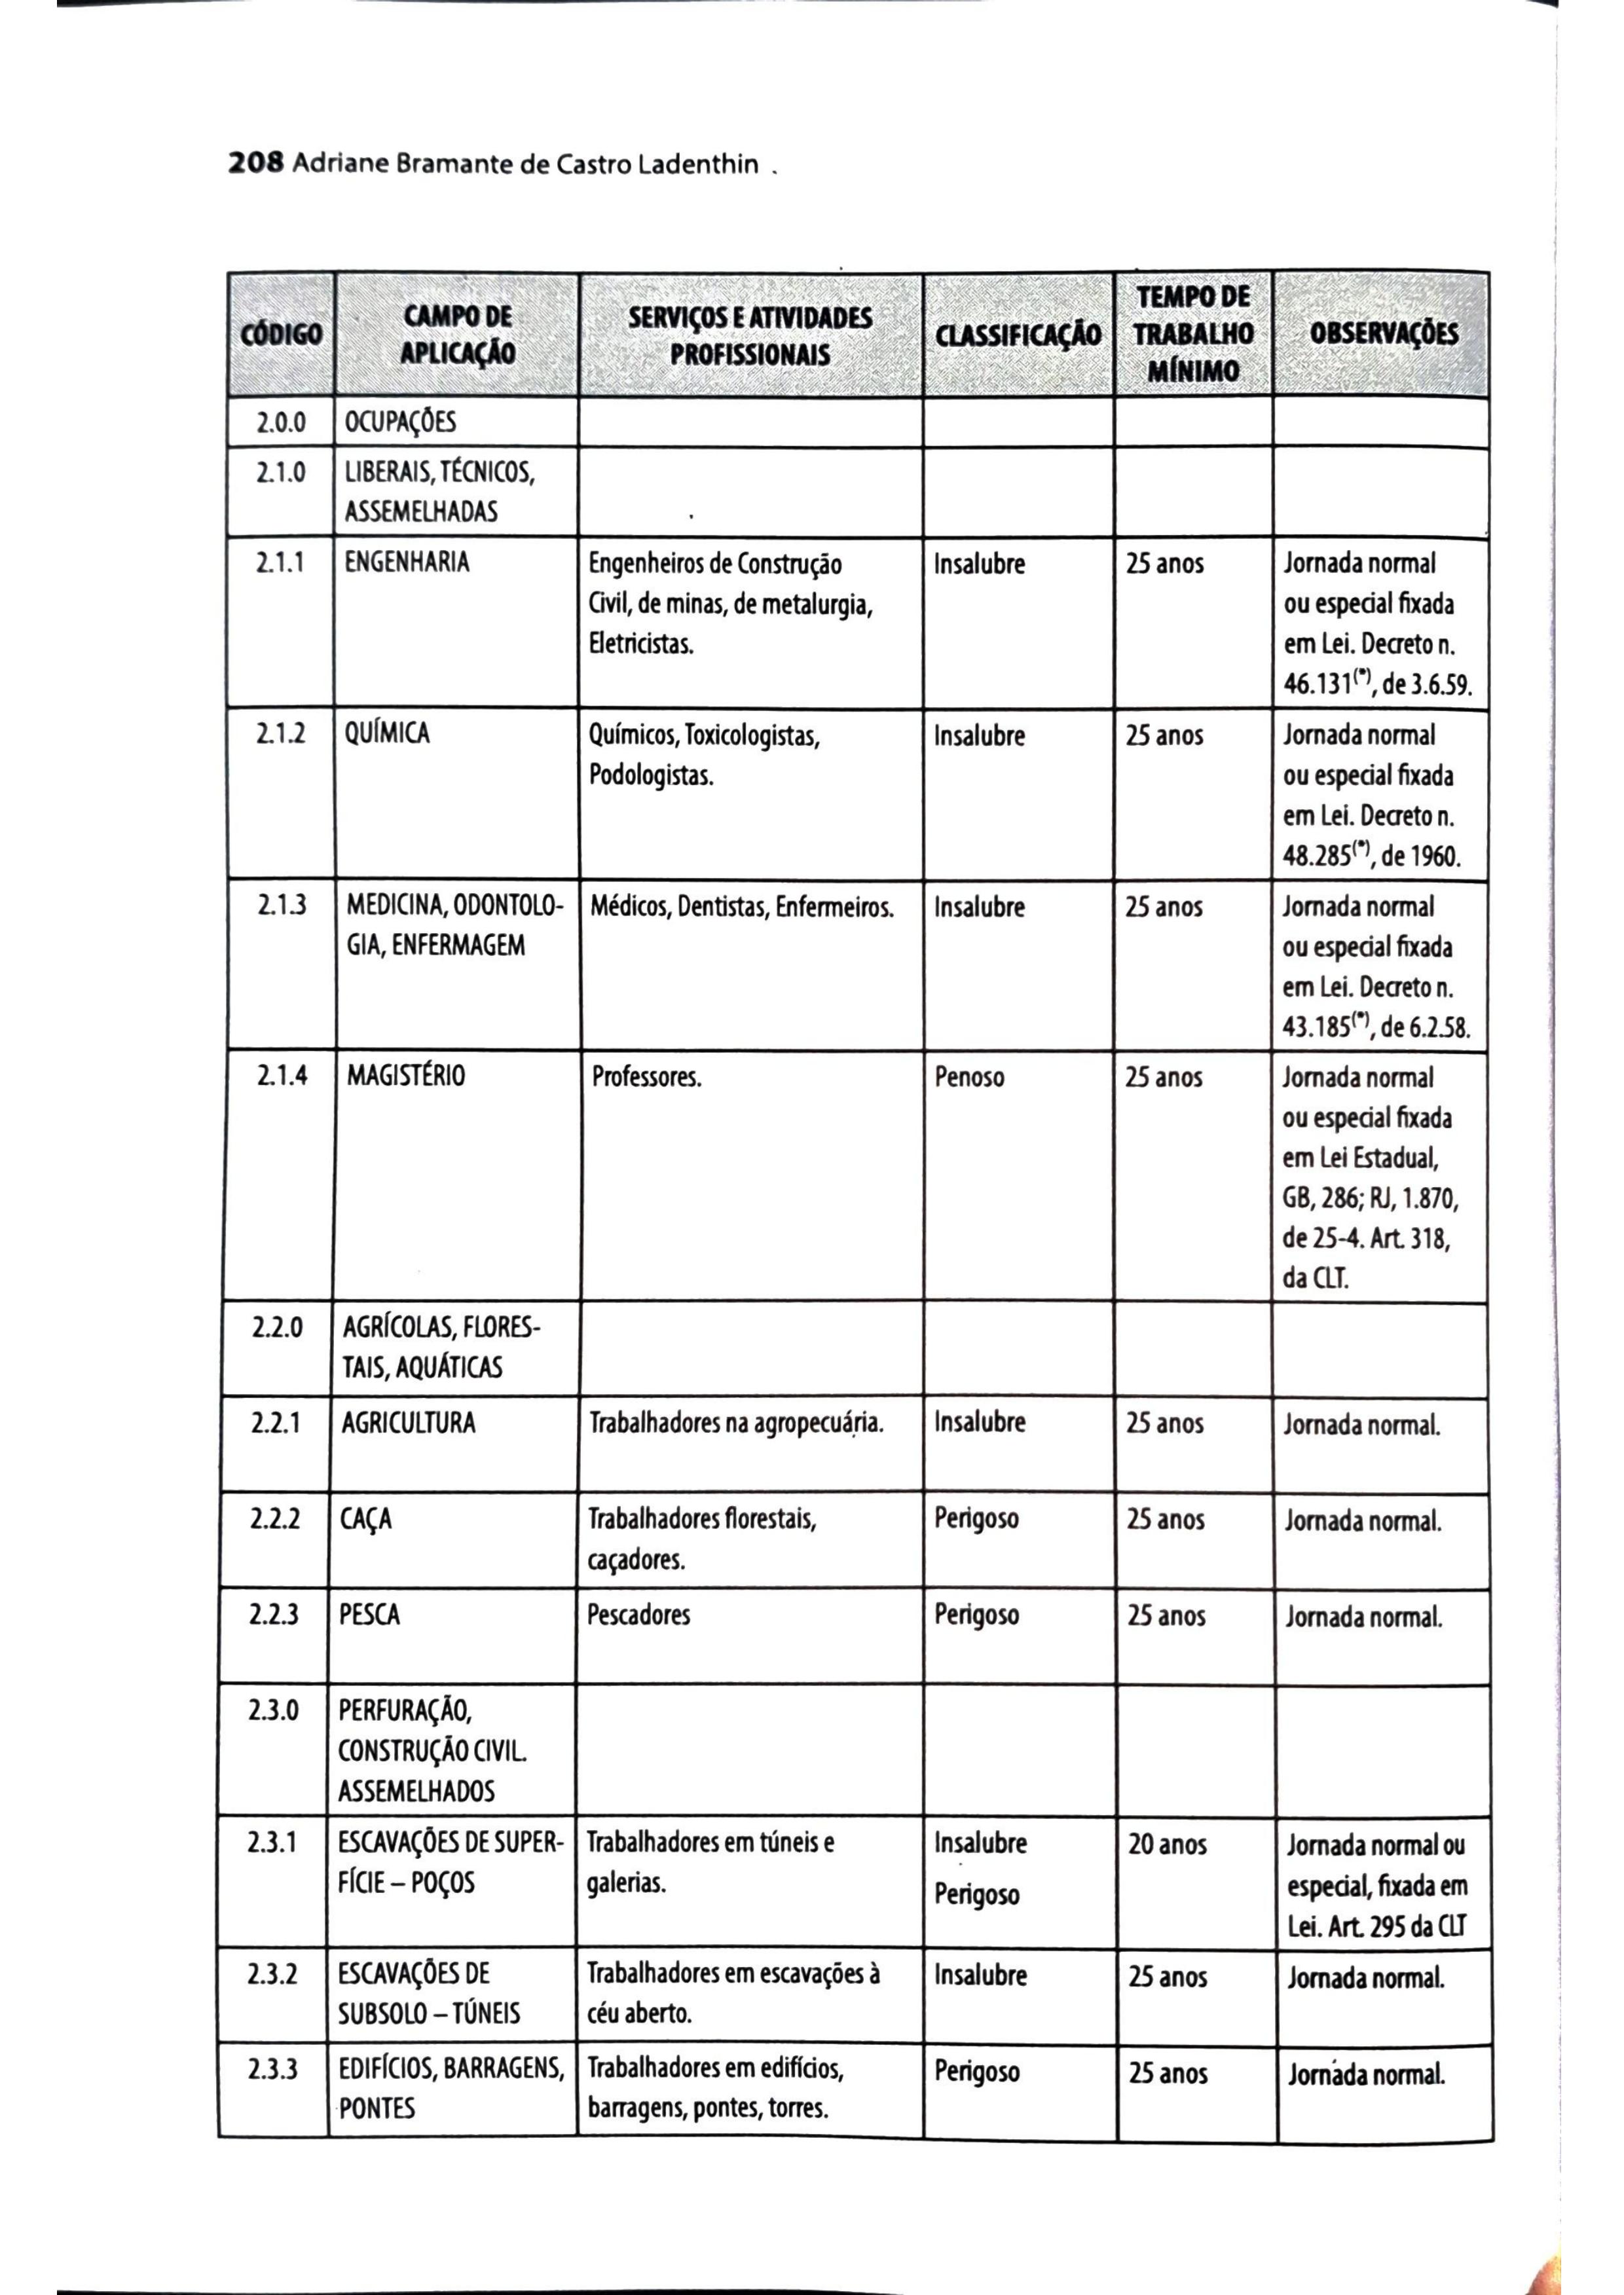 208 Adriane Bramante de Castro Ladenthin .
CÓDIGO
CAMPO DE
APLICAÇÃO
SERVIÇOS E ATIVIDADES
PROFISSIONAIS
CLASSIFICAÇÃO
TEMPO DE
TRABALHO
MÍNIMO
OBSERVAÇÕES
2.0.0
OCUPAÇÕES
2.1.0
LIBERAIS, TÉCNICOS,
ASSEMELHADAS
2.1.1
ENGENHARIA
Engenheiros de Construção
Civil, de minas, de metalurgia,
Eletricistas.
Insalubre
25 anos
Jornada normal
ou especial fixada
em Lei. Decreto n.
46.131(*), de 3.6.59.
2.1.2
QUÍMICA
Químicos, Toxicologistas,
Podologistas.
Insalubre
25 anos
Jornada normal
ou especial fixada
em Lei. Decreto n.
48.285(*), de 1960.
2.1.3
MEDICINA, ODONTOLO-
GIA, ENFERMAGEM
Médicos, Dentistas, Enfermeiros.
Insalubre
25 anos
Jornada normal
ou especial fixada
em Lei. Decreto n.
43.185(*), de 6.2.58.
2.1.4
MAGISTÉRIO
Professores.
Penoso
25 anos
Jornada normal
ou especial fixada
em Lei Estadual,
GB, 286; RJ, 1.870,
de 25-4. Art. 318,
da CLT.
2.2.0
AGRÍCOLAS, FLORES-
TAIS, AQUÁTICAS
2.2.1
AGRICULTURA
Trabalhadores na agropecuária.
Insalubre
25 anos
Jornada normal.
2.2.2
CAÇA
Trabalhadores florestais,
caçadores.
Perigoso
25 anos
Jornada normal.
2.2.3
PESCA
Pescadores
Perigoso
25 anos
Jornada normal.
2.3.0
PERFURAÇÃO,
CONSTRUÇÃO CIVIL.
ASSEMELHADOS
2.3.1
ESCAVAÇÕES DE SUPER-
FÍCIE – POÇOS
Trabalhadores em túneis e
galerias.
Insalubre
Perigoso
20 anos
Jornada normal ou
especial, fixada em
Lei. Art. 295 da CLT
2.3.2
ESCAVAÇÕES DE
SUBSOLO – TÚNEIS
Trabalhadores em escavações à
céu aberto.
Insalubre
25 anos
Jornada normal.
2.3.3
EDIFÍCIOS, BARRAGENS,
PONTES
Trabalhadores em edifícios,
barragens, pontes, torres.
Perigoso
25 anos
Jornada normal.